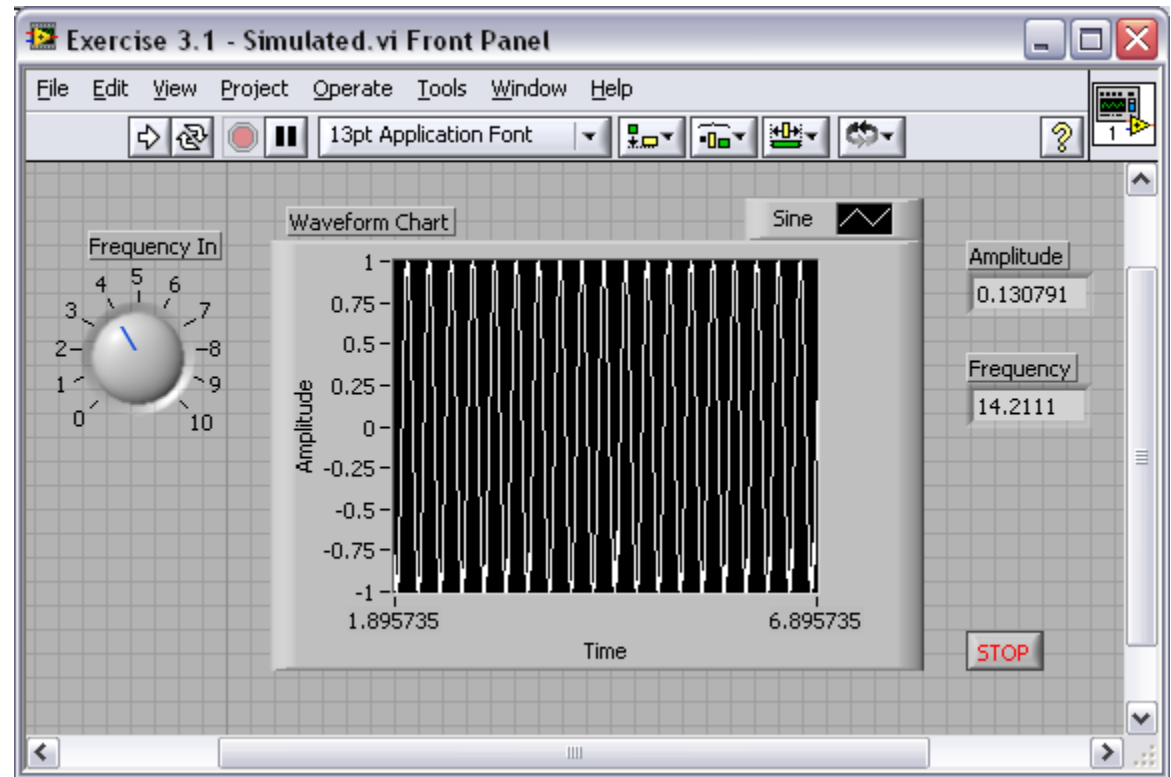 Exercise 3.1 - Simulated.vi Front Panel
File Edit View Project Operate Tools Window Help
13pt Application Font
?
1
Waveform Chart
Sine
Frequency In
0
1
2
3
4
5
6
7
8
9
10
Amplitude
1
0.75
0.5
0.25
0
-0.25
-0.5
-0.75
-1
1.895735 6.895735
Time
Amplitude
0.130791
Frequency
14.2111
STOP